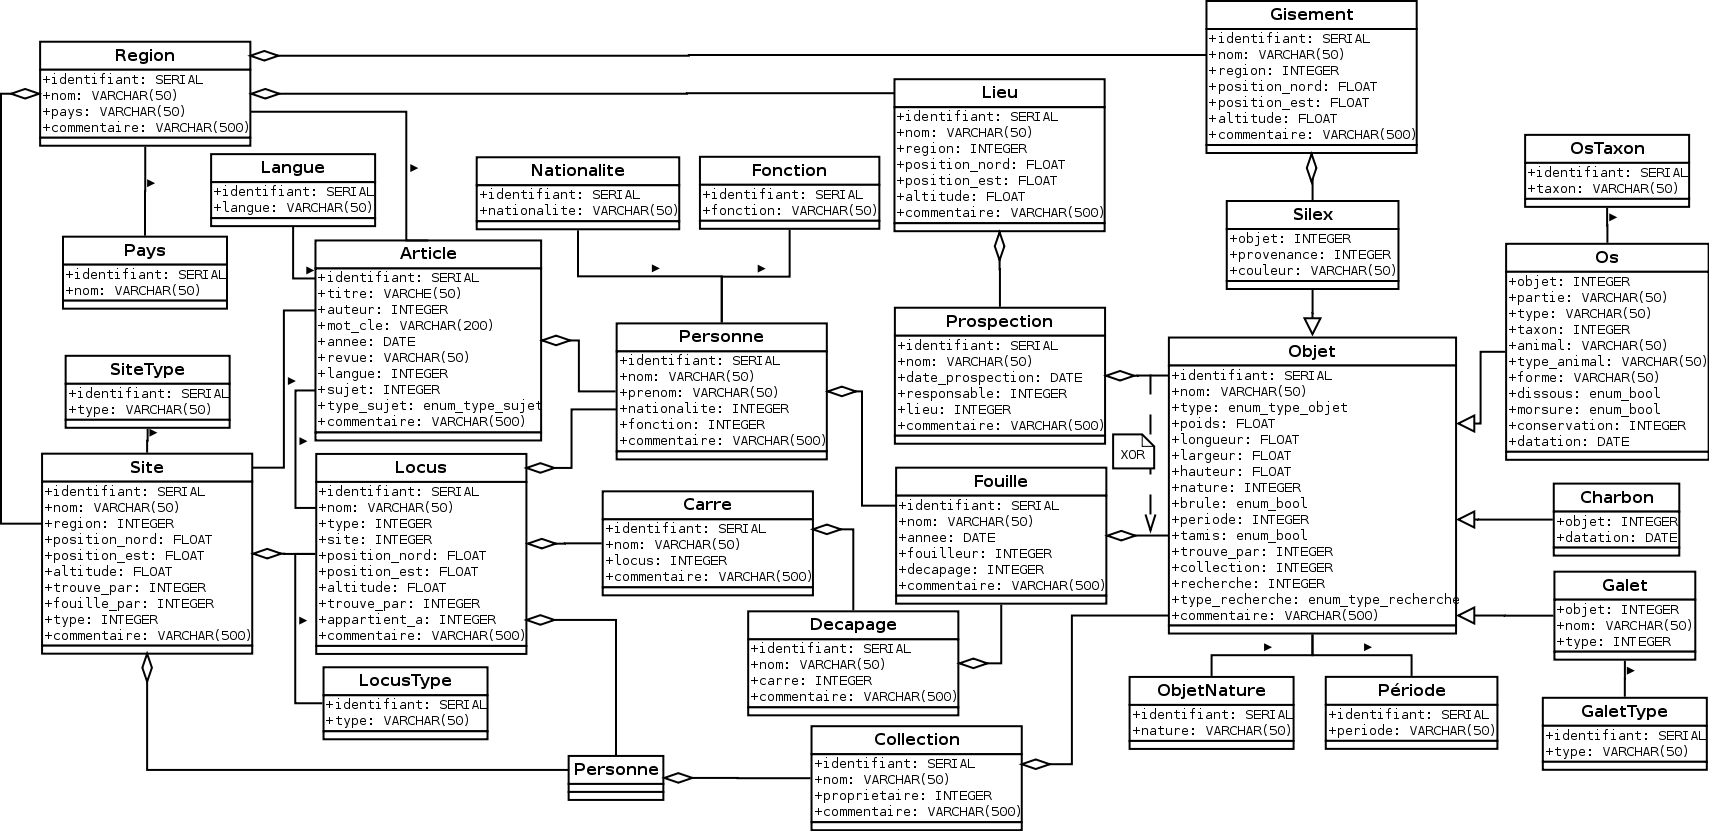 Gisement
+identifiant: SERIAL
+nom: VARCHAR(50)
+region: INTEGER
+position_nord: FLOAT
+position_est: FLOAT
+altitude: FLOAT
+commentaire: VARCHAR(500)
Region
+identifiant: SERIAL
+nom: VARCHAR(50)
+pays: VARCHAR(50)
+commentaire: VARCHAR(500)
Lieu
+identifiant: SERIAL
+nom: VARCHAR(50)
+region: INTEGER
+position_nord: FLOAT
+position_est: FLOAT
+altitude: FLOAT
+commentaire: VARCHAR(500)
OsTaxon
+identifiant: SERIAL
+taxon: VARCHAR(50)
Langue
+identifiant: SERIAL
+langue: VARCHAR(50)
Nationalite
+identifiant: SERIAL
+nationalite: VARCHAR(50)
Fonction
+identifiant: SERIAL
+fonction: VARCHAR(50)
Silex
+objet: INTEGER
+provenance: INTEGER
+couleur: VARCHAR(50)
Pays
+identifiant: SERIAL
+nom: VARCHAR(50)
Article
+identifiant: SERIAL
+titre: VARCHE(50)
+auteur: INTEGER
+mot_cle: VARCHAR(200)
+annee: DATE
+revue: VARCHAR(50)
+langue: INTEGER
+sujet: INTEGER
+type_sujet: enum_type_sujet
+commentaire: VARCHAR(500)
Os
+objet: INTEGER
+partie: VARCHAR(50)
+type: VARCHAR(50)
+taxon: INTEGER
+animal: VARCHAR(50)
+type_animal: VARCHAR(50)
+forme: VARCHAR(50)
+dissous: enum_bool
+morsure: enum_bool
+conservation: INTEGER
+datation: DATE
Personne
+identifiant: SERIAL
+nom: VARCHAR(50)
+prenom: VARCHAR(50)
+nationalite: INTEGER
+fonction: INTEGER
+commentaire: VARCHAR(500)
Prospection
+identifiant: SERIAL
+nom: VARCHAR(50)
+date_prospection: DATE
+responsable: INTEGER
+lieu: INTEGER
+commentaire: VARCHAR(500)
Objet
+identifiant: SERIAL
+nom: VARCHAR(50)
+type: enum_type_objet
+poids: FLOAT
+longueur: FLOAT
+largeur: FLOAT
+hauteur: FLOAT
+nature: INTEGER
+brule: enum_bool
+periode: INTEGER
+tamis: enum_bool
+trouve_par: INTEGER
+collection: INTEGER
+recherche: INTEGER
+type_recherche: enum_type_recherche
+commentaire: VARCHAR(500)
XOR
SiteType
+identifiant: SERIAL
+type: VARCHAR(50)
Site
+identifiant: SERIAL
+nom: VARCHAR(50)
+region: INTEGER
+position_nord: FLOAT
+position_est: FLOAT
+altitude: FLOAT
+trouve_par: INTEGER
+fouille_par: INTEGER
+type: INTEGER
+commentaire: VARCHAR(500)
Locus
+identifiant: SERIAL
+nom: VARCHAR(50)
+type: INTEGER
+site: INTEGER
+position_nord: FLOAT
+position_est: FLOAT
+altitude: FLOAT
+trouve_par: INTEGER
+appartient_a: INTEGER
+commentaire: VARCHAR(500)
Carre
+identifiant: SERIAL
+nom: VARCHAR(50)
+locus: INTEGER
+commentaire: VARCHAR(500)
Fouille
+identifiant: SERIAL
+nom: VARCHAR(50)
+annee: DATE
+fouilleur: INTEGER
+decapage: INTEGER
+commentaire: VARCHAR(500)
Charbon
+objet: INTEGER
+datation: DATE
Galet
+objet: INTEGER
+nom: VARCHAR(50)
+type: INTEGER
Decapage
+identifiant: SERIAL
+nom: VARCHAR(50)
+carre: INTEGER
+commentaire: VARCHAR(500)
LocusType
+identifiant: SERIAL
+type: VARCHAR(50)
ObjetNature
+identifiant: SERIAL
+nature: VARCHAR(50)
Période
+identifiant: SERIAL
+periode: VARCHAR(50)
GaletType
+identifiant: SERIAL
+type: VARCHAR(50)
Personne
Collection
+identifiant: SERIAL
+nom: VARCHAR(50)
+proprietaire: INTEGER
+commentaire: VARCHAR(500)